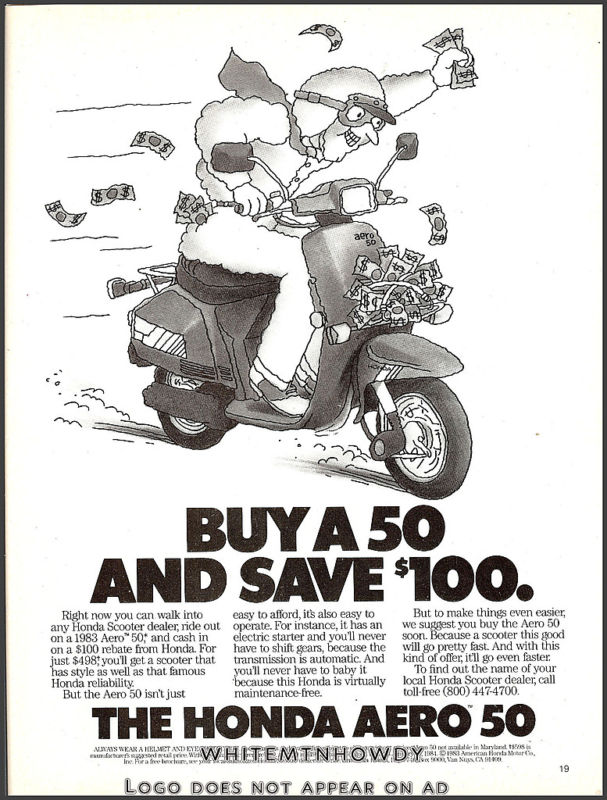 aero
50
BUY A 50
AND SAVE $100.
Right now you can walk into
any Honda Scooter dealer, ride out
on a 1983 Aero™ 50,* and cash in
on a $100 rebate from Honda. For
just $498,† you'll get a scooter that
has style as well as that famous
Honda reliability.
But the Aero 50 isn't just
easy to afford, it's also easy to
operate. For instance, it has an
electric starter and you'll never
have to shift gears, because the
transmission is automatic. And
you'll never have to baby it
because this Honda is virtually
maintenance-free.
But to make things even easier,
we suggest you buy the Aero 50
soon. Because a scooter this good
will go pretty fast. And with this
kind of offer, it'll go even faster.
To find out the name of your
local Honda Scooter dealer, call
toll-free (800) 447-4700.
THE HONDA AERO™ 50
ALWAYS WEAR A HELMET AND EYE
50 not available in Maryland. †$598 is
manufacturer's suggested retail price.
1984. ©1983 American Honda Motor Co.,
Inc. For a free brochure, see your
Box 9000, Van Nuys, CA 91409.
WHITEMTNHOWDY
19
LOGO DOES NOT APPEAR ON AD